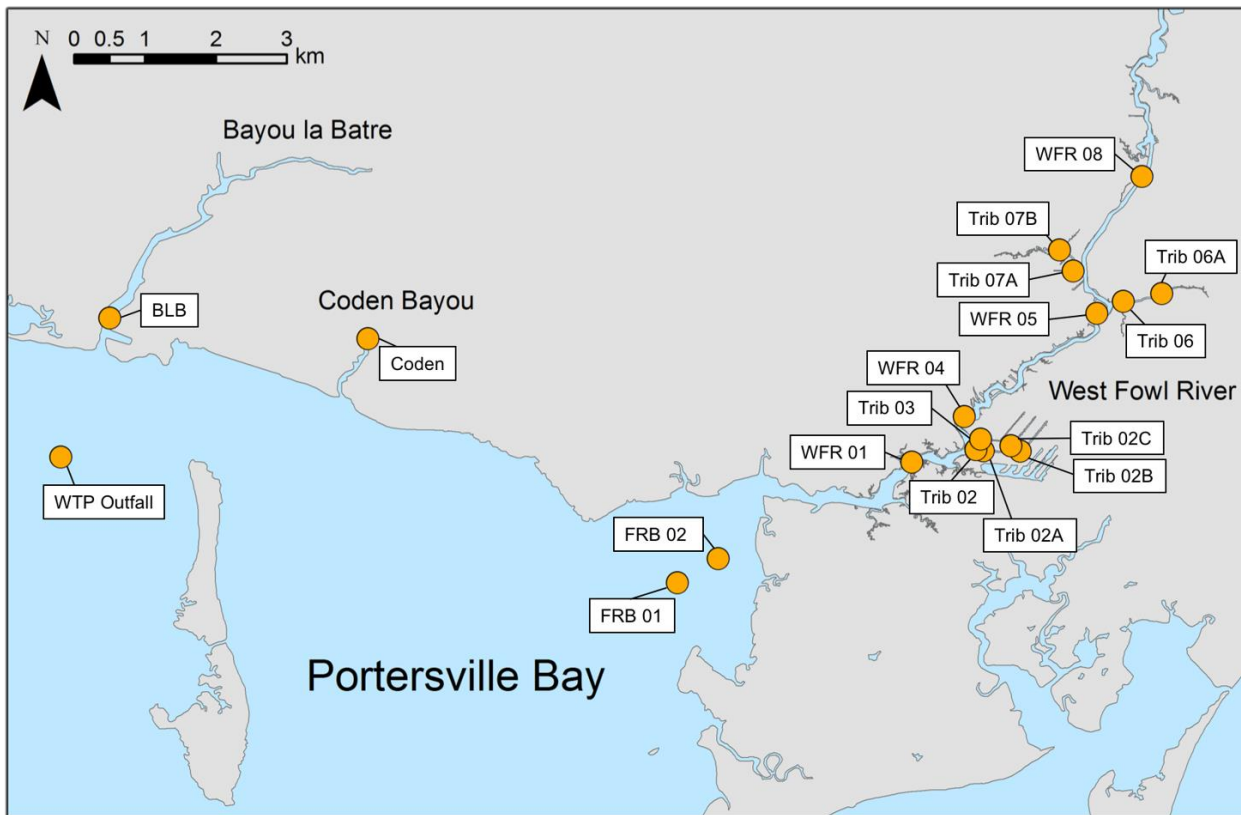 N
0 0.5 1 2 3
km
Bayou la Batre
WFR 08
Trib 07B
Trib 06A
Trib 07A
BLB
Coden Bayou
WFR 05
Trib 06
Coden
WFR 04
West Fowl River
Trib 03
Trib 02C
WFR 01
Trib 02B
WTP Outfall
Trib 02
Trib 02A
FRB 02
FRB 01
Portersville Bay